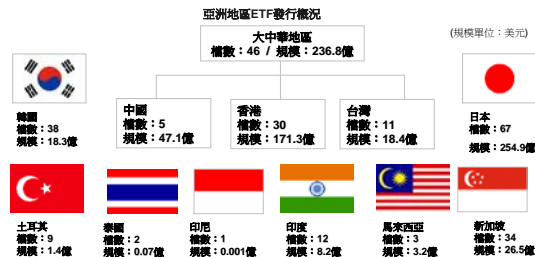 亞洲地區ETF發行概況
(規模單位：美元)
大中華地區
檔數：46 / 規模：236.8億
韓國
檔數：38
規模：18.3億
中國
檔數：5
規模：47.1億
香港
檔數：30
規模：171.3億
台灣
檔數：11
規模：18.4億
日本
檔數：67
規模：254.9億
土耳其
檔數：9
規模：1.4億
泰國
檔數：2
規模：0.07億
印尼
檔數：1
規模：0.001億
印度
檔數：12
規模：8.2億
馬來西亞
檔數：3
規模：3.2億
新加坡
檔數：34
規模：26.5億